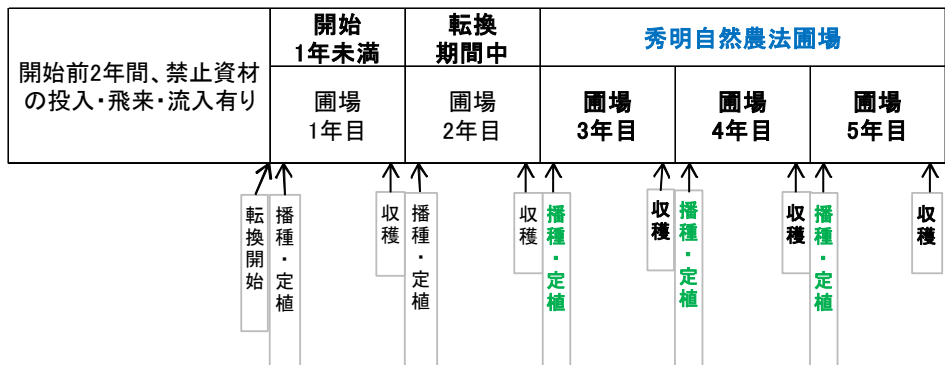 開始前2年間、禁止資材
の投入・飛来・流入有り
開始
1年未満
転換
期間中
秀明自然農法圃場
圃場
1年目
圃場
2年目
圃場
3年目
圃場
4年目
圃場
5年目
転換開始
播種・定植
収穫
播種・定植
収穫
播種・定植
収穫
播種・定植
収穫
播種・定植
収穫